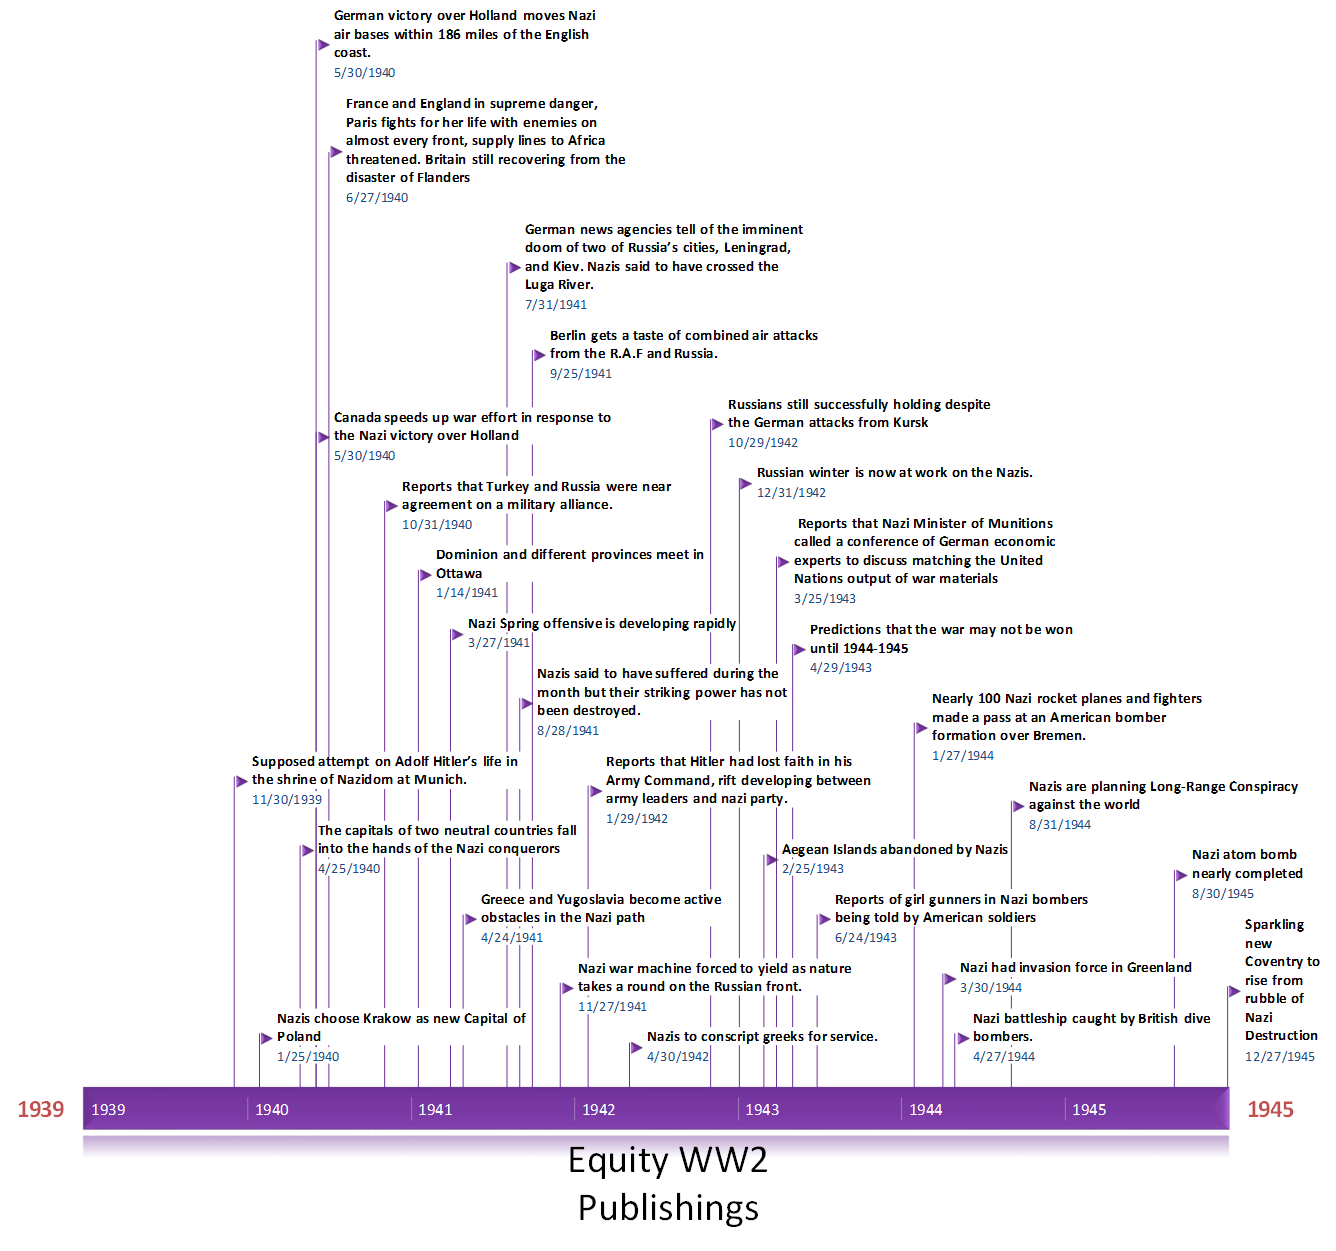 German victory over Holland moves Nazi
air bases within 186 miles of the English
coast.
5/30/1940
France and England in supreme danger,
Paris fights for her life with enemies on
almost every front, supply lines to Africa
threatened. Britain still recovering from the
disaster of Flanders
6/27/1940
German news agencies tell of the imminent
doom of two of Russia's cities, Leningrad,
and Kiev. Nazis said to have crossed the
Luga River.
7/31/1941
Berlin gets a taste of combined air attacks
from the R.A.F and Russia.
9/25/1941
Russians still successfully holding despite
the German attacks from Kursk
10/29/1942
Canada speeds up war effort in response to
the Nazi victory over Holland
5/30/1940
Russian winter is now at work on the Nazis.
12/31/1942
Reports that Turkey and Russia were near
agreement on a military alliance.
10/31/1940
Reports that Nazi Minister of Munitions
called a conference of German economic
experts to discuss matching the United
Nations output of war materials
3/25/1943
Dominion and different provinces meet in
Ottawa
1/14/1941
Nazi Spring offensive is developing rapidly
3/27/1941
Predictions that the war may not be won
until 1944-1945
4/29/1943
Nazis said to have suffered during the
month but their striking power has not
been destroyed.
8/28/1941
Nearly 100 Nazi rocket planes and fighters
made a pass at an American bomber
formation over Bremen.
1/27/1944
Supposed attempt on Adolf Hitler's life in
the shrine of Nazidom at Munich.
11/30/1939
Reports that Hitler had lost faith in his
Army Command, rift developing between
army leaders and nazi party.
1/29/1942
Nazis are planning Long-Range Conspiracy
against the world
8/31/1944
The capitals of two neutral countries fall
into the hands of the Nazi conquerors
4/25/1940
Aegean Islands abandoned by Nazis
2/25/1943
Nazi atom bomb
nearly completed
8/30/1945
Greece and Yugoslavia become active
obstacles in the Nazi path
4/24/1941
Reports of girl gunners in Nazi bombers
being told by American soldiers
6/24/1943
Sparkling
new
Coventry to
rise from
rubble of
Nazi
Destruction
12/27/1945
Nazi war machine forced to yield as nature
takes a round on the Russian front.
11/27/1941
Nazi had invasion force in Greenland
3/30/1944
Nazis choose Krakow as new Capital of
Poland
1/25/1940
Nazis to conscript greeks for service.
4/30/1942
Nazi battleship caught by British dive
bombers.
4/27/1944
1939
1939
1940
1941
1942
1943
1944
1945
1945
Equity WW2
Publishings